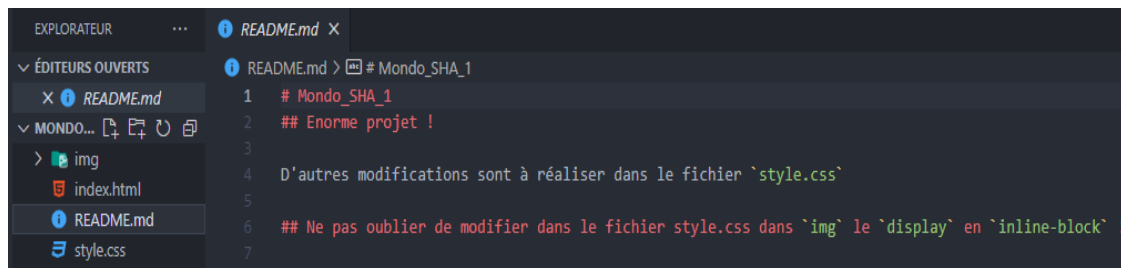 EXPLORATEUR ···
ÉDITEURS OUVERTS
README.md
MONDO...
img
index.html
README.md
style.css
README.md
README.md > # Mondo_SHA_1
1 # Mondo_SHA_1
2 ## Enorme projet !
3
4 D'autres modifications sont à réaliser dans le fichier `style.css`
5
6 ## Ne pas oublier de modifier dans le fichier style.css dans `img` le `display` en `inline-block`
7